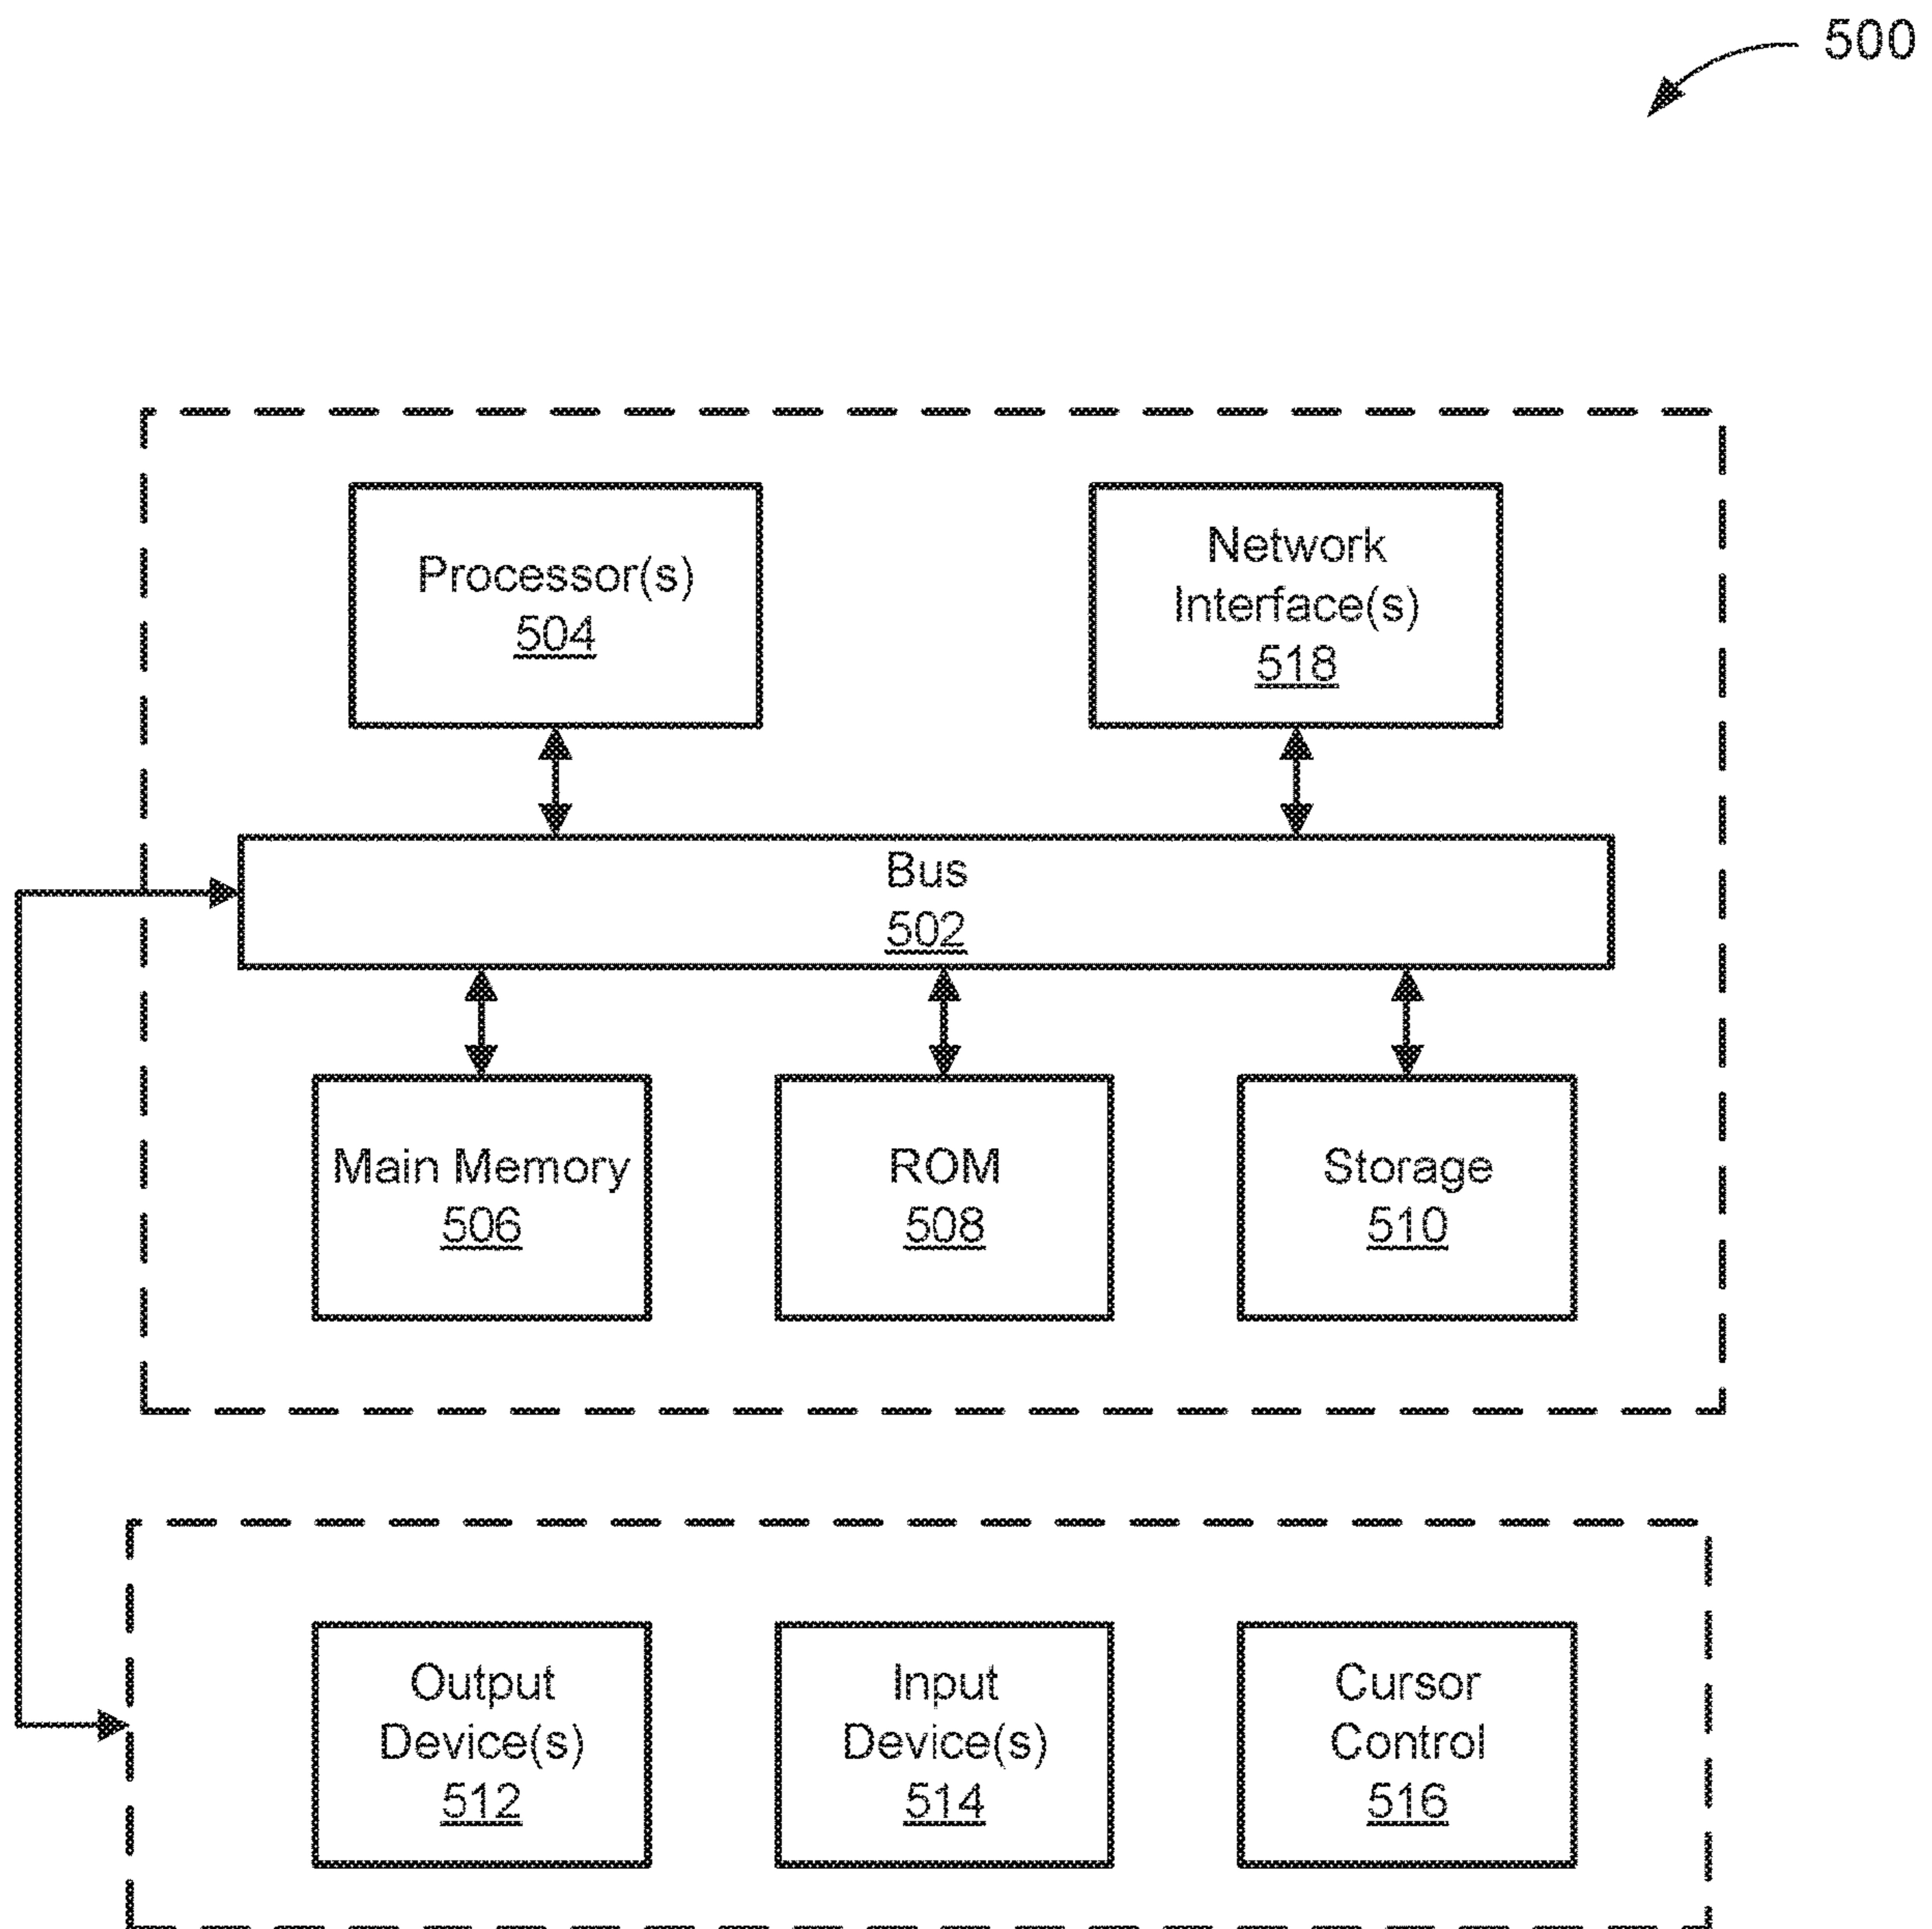 500
Processor(s)
504
Network
Interface(s)
518
Bus
502
Main Memory
506
ROM
508
Storage
510
Output
Device(s)
512
Input
Device(s)
514
Cursor
Control
516